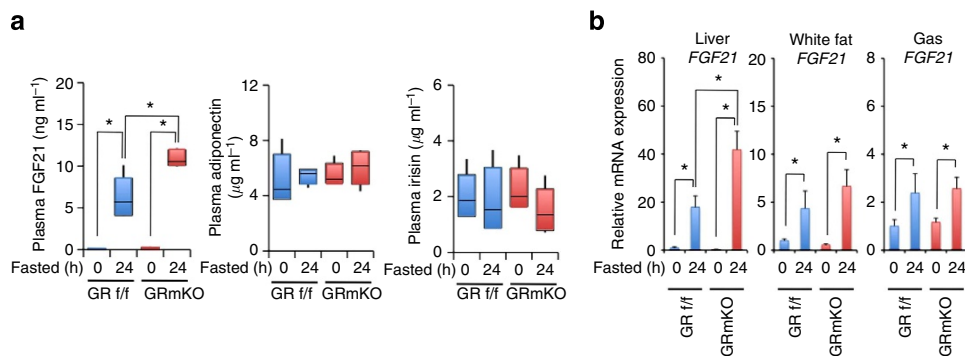 a
Plasma FGF21 (ng ml⁻¹)
20
15
10
5
0
*
*
*
Fasted (h) 0 24 0 24
GR f/f GRmKO
Plasma adiponectin
(μg ml⁻¹)
12
8
4
0
Fasted (h) 0 24 0 24
GR f/f GRmKO
Plasma irisin (μg ml⁻¹)
6
4
2
0
Fasted (h) 0 24 0 24
GR f/f GRmKO
b
Relative mRNA expression
Liver
FGF21
80
60
40
20
0
*
*
*
Fasted (h) 0 24 0 24
GR f/f GRmKO
White fat
FGF21
20
15
10
5
0
*
*
0 24 0 24
GR f/f GRmKO
Gas
FGF21
8
6
4
2
0
*
*
0 24 0 24
GR f/f GRmKO